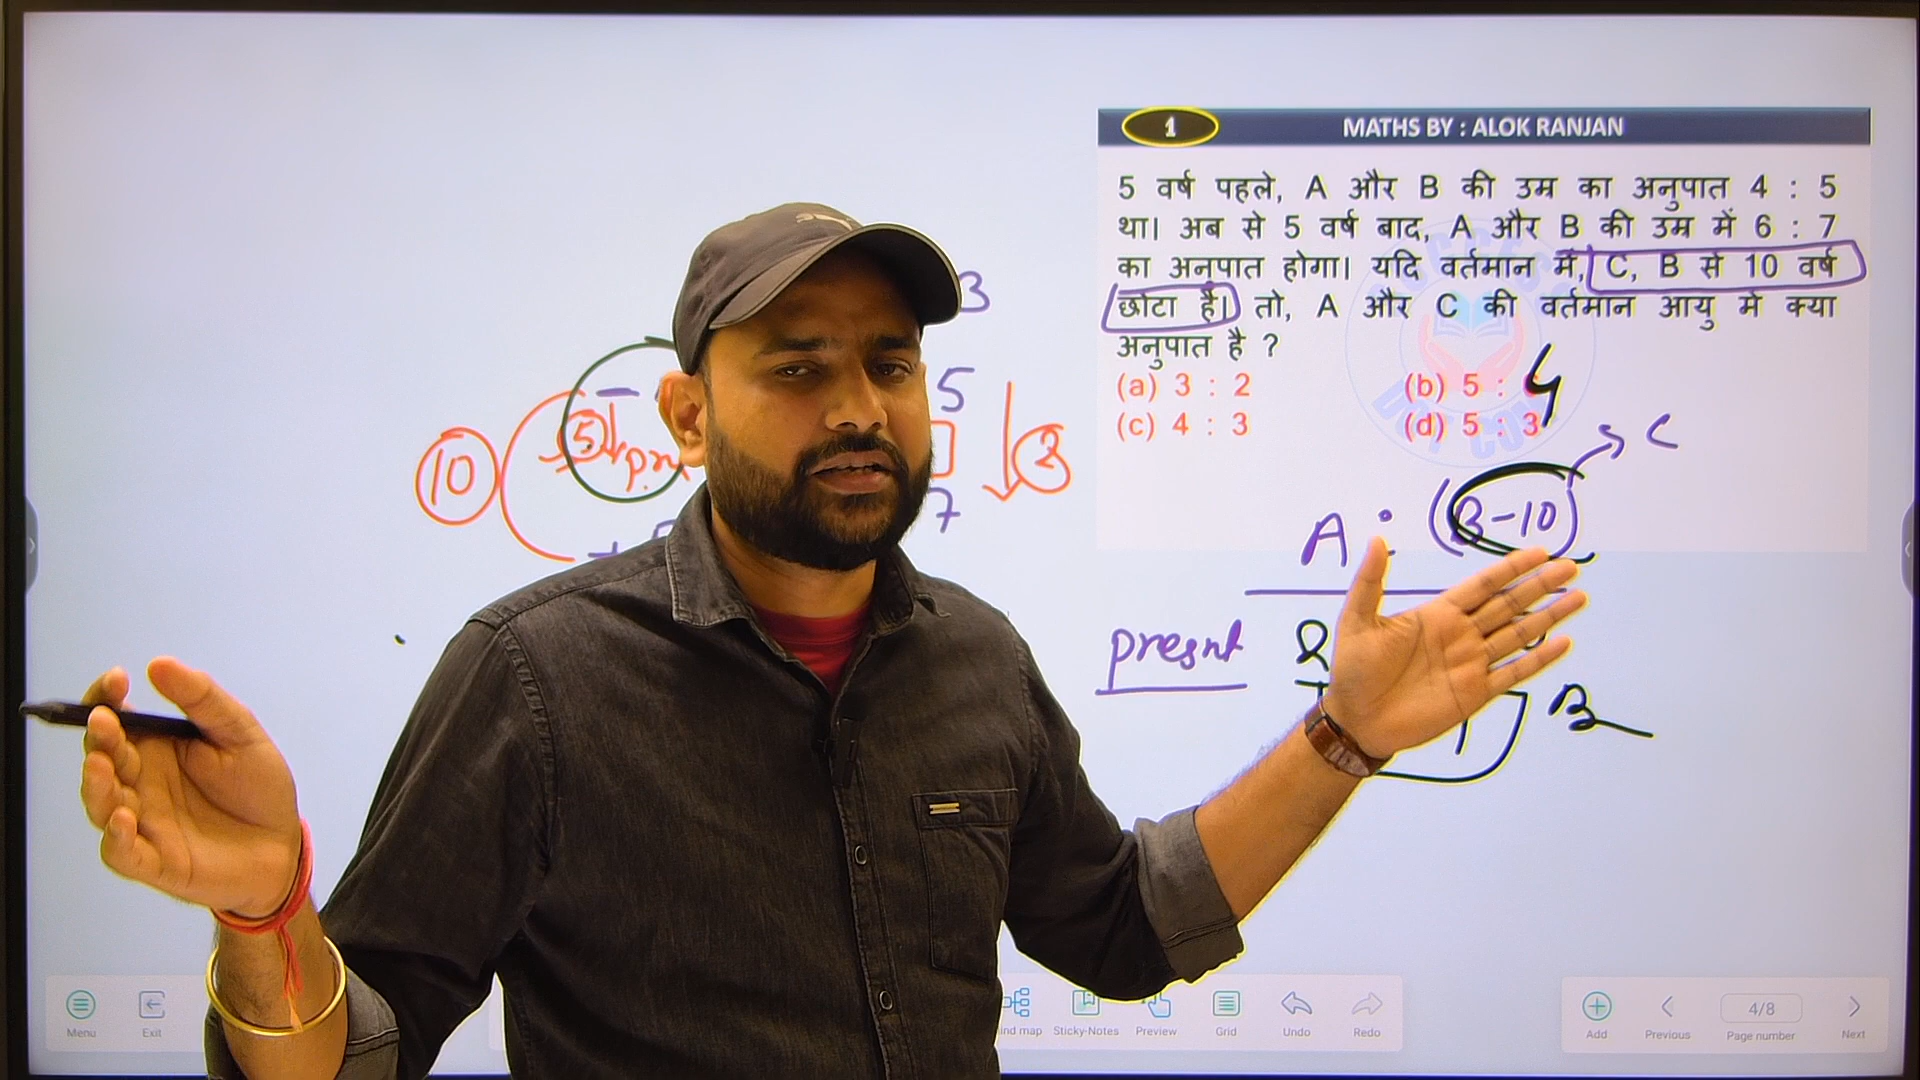 1
MATHS BY : ALOK RANJAN
5 वर्ष पहले, A और B की उम्र का अनुपात 4 : 5
था। अब से 5 वर्ष बाद, A और B की उम्र में 6 : 7
का अनुपात होगा। यदि वर्तमान में, C, B से 10 वर्ष
छोटा है। तो, A और C की वर्तमान आयु में क्या
अनुपात है ?
(a) 3 : 2
(b) 5 : 4
(c) 4 : 3
(d) 5 : 3
3
5
10
5
2
7
C
A : (B-10)
presnt
B
Menu
Exit
Sticky-Notes
Preview
Grid
Undo
Redo
Add
Previous
4/8
Page number
Next